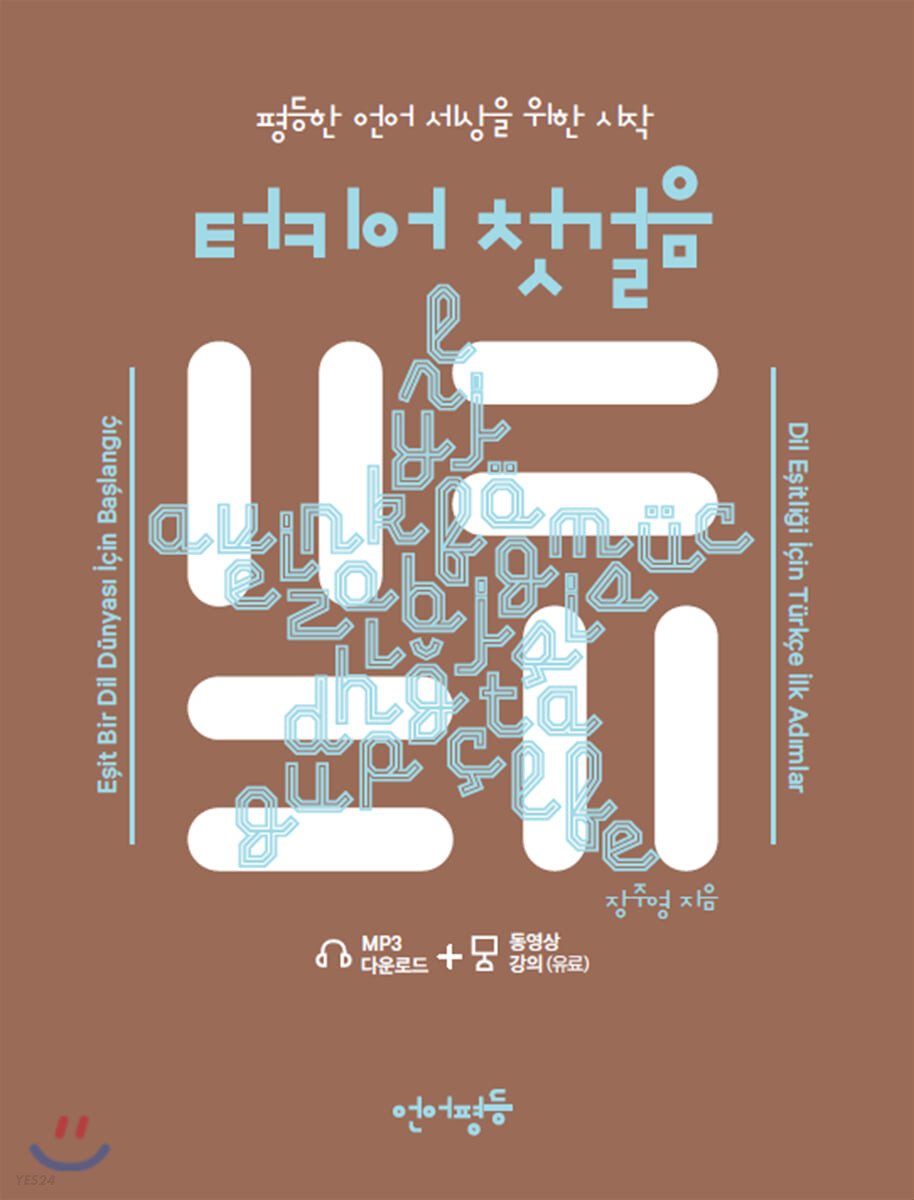 평등한 언어 세상을 위한 시작
터키어 첫걸음
Eşit Bir Dil Dünyası İçin Başlangıç
Dil Eşitliği İçin Türkçe İlk Adımlar
장주영 지음
MP3
다운로드
+
동영상
강의 (유료)
언어평등
YES24